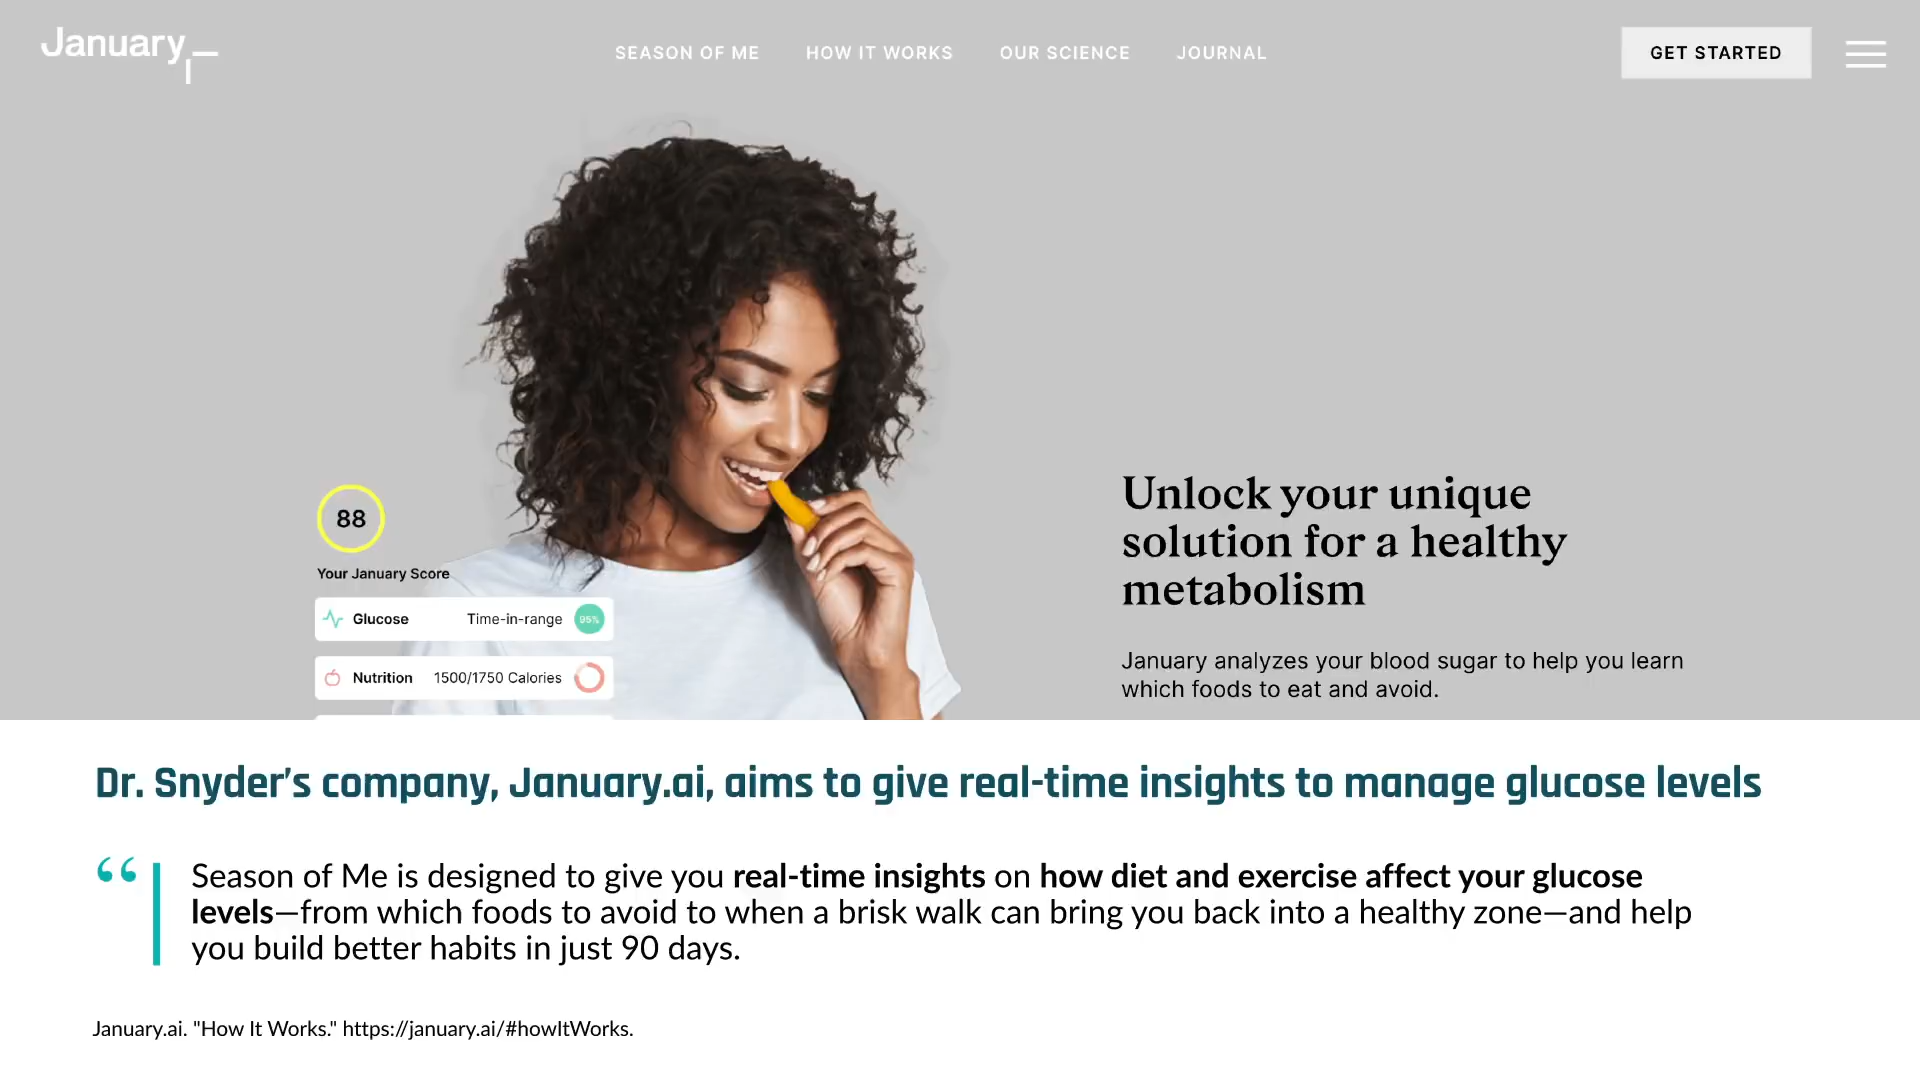 January
SEASON OF ME
HOW IT WORKS
OUR SCIENCE
JOURNAL
GET STARTED
88
Your January Score
Glucose Time-in-range 95%
Nutrition 1500/1750 Calories
Unlock your unique
solution for a healthy
metabolism
January analyzes your blood sugar to help you learn
which foods to eat and avoid.
Dr. Snyder’s company, January.ai, aims to give real-time insights to manage glucose levels
“
Season of Me is designed to give you real-time insights on how diet and exercise affect your glucose
levels—from which foods to avoid to when a brisk walk can bring you back into a healthy zone—and help
you build better habits in just 90 days.
January.ai. "How It Works." https://january.ai/#howItWorks.